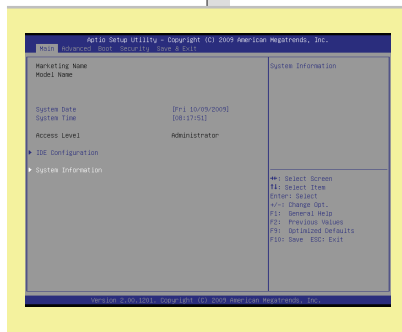 Aptio Setup Utility - Copyright (C) 2009 American Megatrends, Inc.
Main Advanced Boot Security Save & Exit
Marketing Name
Model Name
System Date [Fri 10/09/2009]
System Time [08:17:51]
Access Level Administrator
▶ IDE Configuration
▶ System Information
System Information
→←: Select Screen
↑↓: Select Item
Enter: Select
+/-: Change Opt.
F1: General Help
F2: Previous Values
F9: Optimized Defaults
F10: Save ESC: Exit
Version 2.00.1201. Copyright (C) 2009 American Megatrends, Inc.